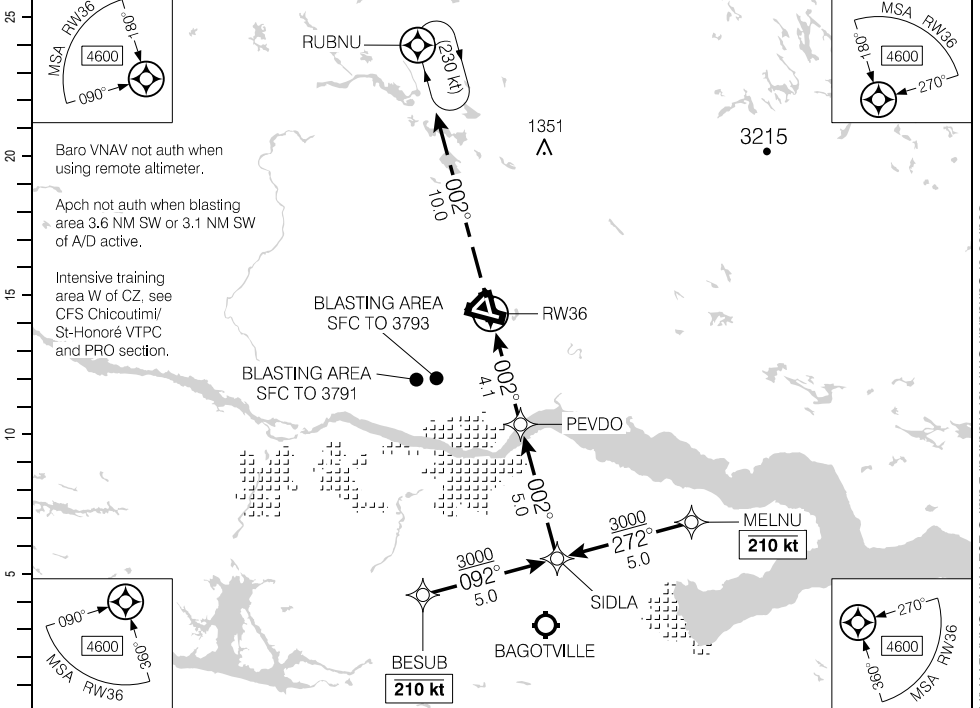 25
20
15
10
5
MSA RW36
180°
4600
090°
RUBNU
(230 kt)
MSA RW36
180°
4600
270°
1351
3215
Baro VNAV not auth when
using remote altimeter.
Apch not auth when blasting
area 3.6 NM SW or 3.1 NM SW
of A/D active.
Intensive training
area W of CZ, see
CFS Chicoutimi/
St-Honoré VTPC
and PRO section.
002°
10.0
BLASTING AREA
SFC TO 3793
RW36
BLASTING AREA
SFC TO 3791
002°
4.1
PEVDO
002°
5.0
3000
272°
5.0
MELNU
210 kt
3000
092°
5.0
SIDLA
BAGOTVILLE
BESUB
210 kt
090°
4600
360°
MSA RW36
270°
4600
360°
MSA RW36